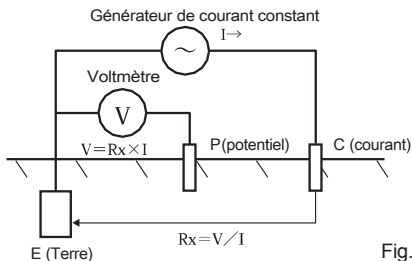 Générateur de courant constant
I→
~
Voltmètre
V
V=Rx×I
P(potentiel)
C (courant)
Rx=V/I
E (Terre)
Fig.